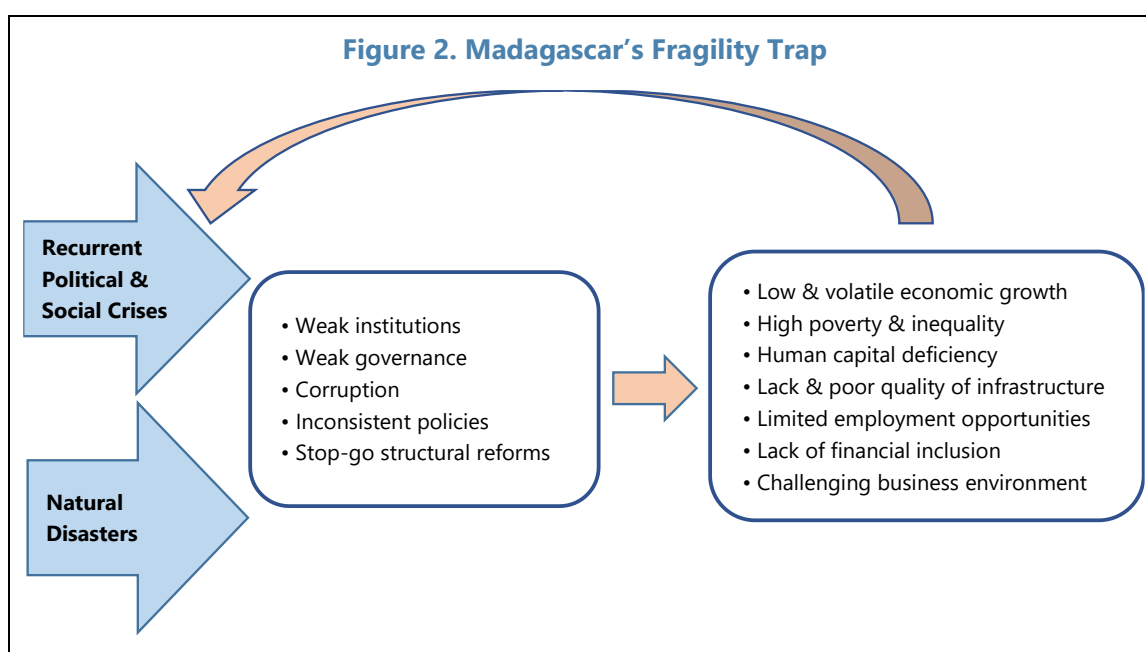 Figure 2. Madagascar's Fragility Trap
Recurrent
Political &
Social Crises
Natural
Disasters
• Weak institutions
• Weak governance
• Corruption
• Inconsistent policies
• Stop-go structural reforms
• Low & volatile economic growth
• High poverty & inequality
• Human capital deficiency
• Lack & poor quality of infrastructure
• Limited employment opportunities
• Lack of financial inclusion
• Challenging business environment